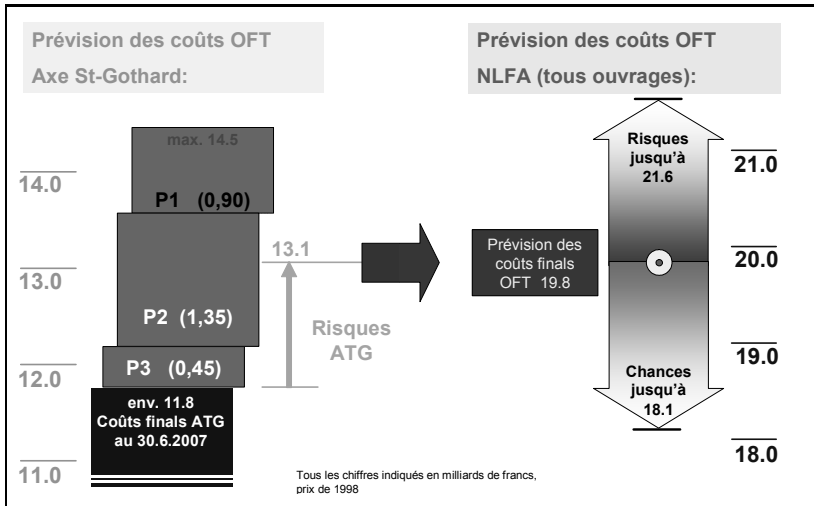 Prévision des coûts OFT
Axe St-Gothard:
max. 14.5
14.0
P1 (0,90)
13.1
13.0
P2 (1,35)
Risques
ATG
P3 (0,45)
12.0
env. 11.8
Coûts finals ATG
au 30.6.2007
11.0
Tous les chiffres indiqués en milliards de francs,
prix de 1998
Prévision des coûts OFT
NLFA (tous ouvrages):
Risques
jusqu'à
21.6
21.0
Prévision des
coûts finals
OFT 19.8
20.0
19.0
Chances
jusqu'à
18.1
18.0